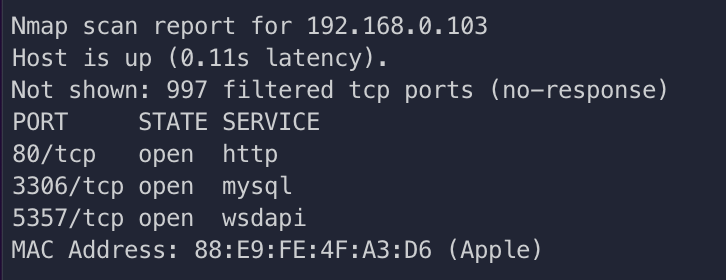 Nmap scan report for 192.168.0.103
Host is up (0.11s latency).
Not shown: 997 filtered tcp ports (no-response)
PORT     STATE SERVICE
80/tcp   open  http
3306/tcp open  mysql
5357/tcp open  wsdapi
MAC Address: 88:E9:FE:4F:A3:D6 (Apple)